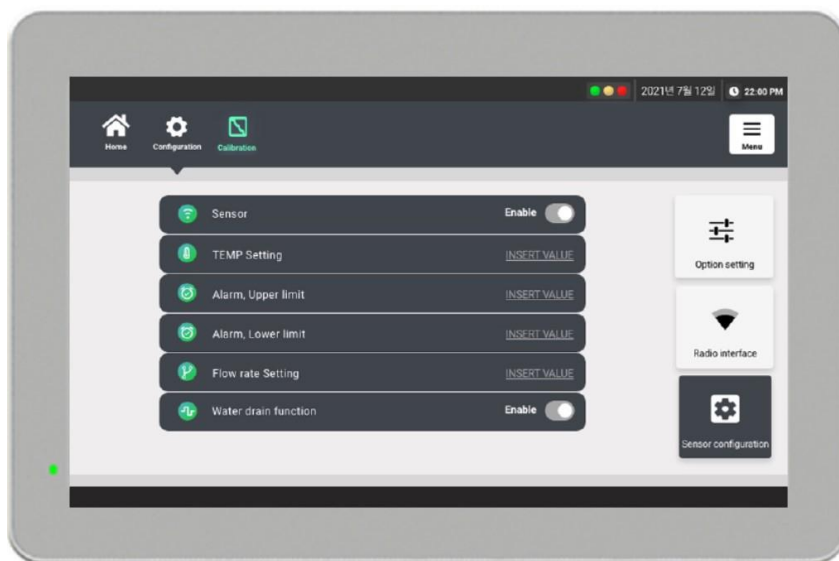 2021년 7월 12일 22:00 PM
Home Configuration Calibration Menu
Sensor Enable
TEMP Setting INSERT VALUE
Alarm, Upper limit INSERT VALUE
Alarm, Lower limit INSERT VALUE
Flow rate Setting INSERT VALUE
Water drain function Enable
Option setting
Radio interface
Sensor configuration